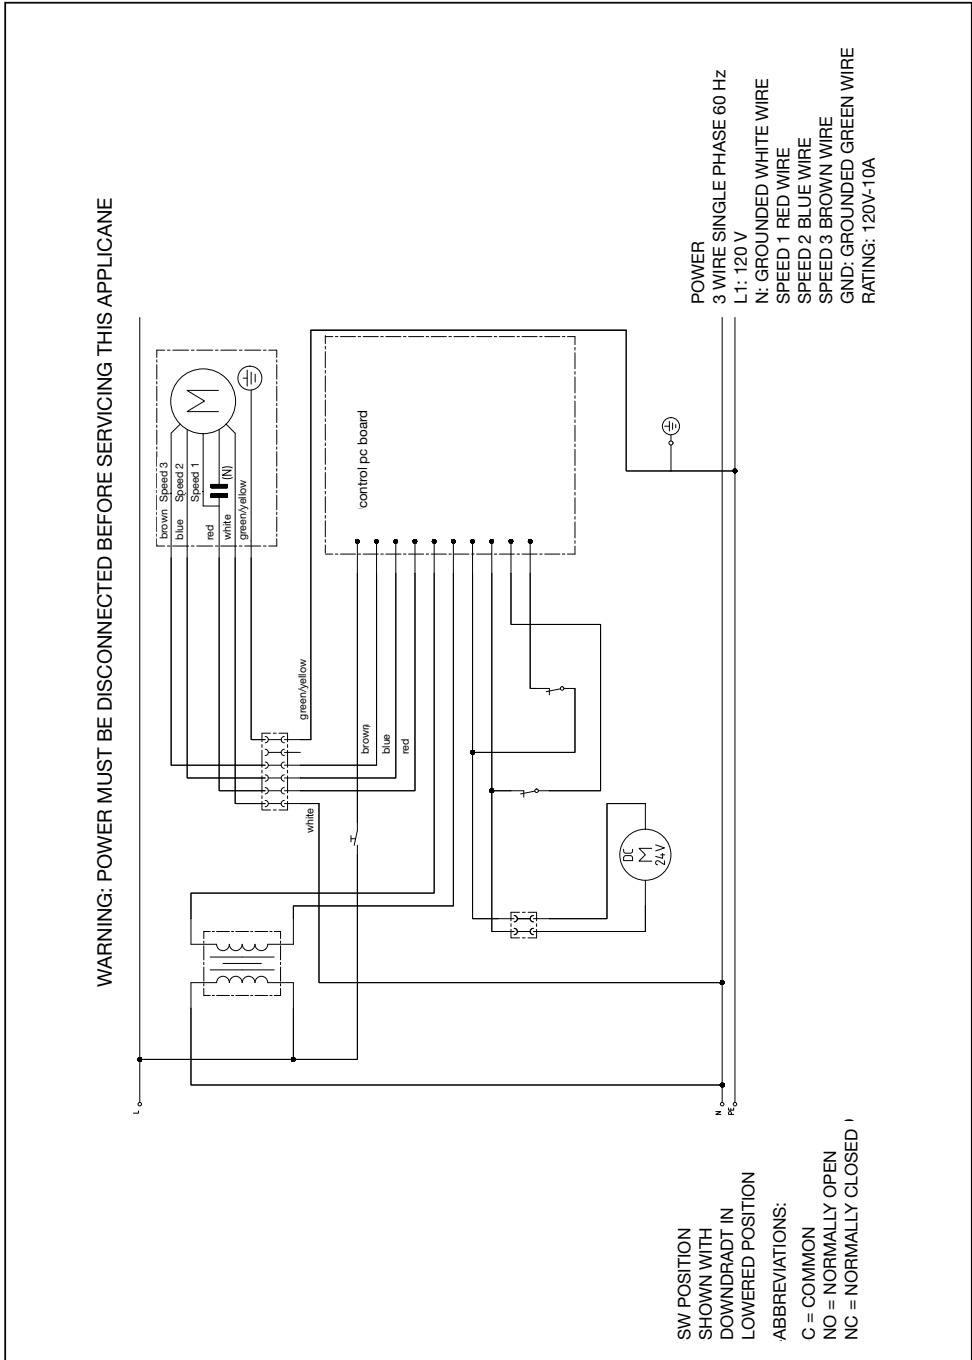 WARNING: POWER MUST BE DISCONNECTED BEFORE SERVICING THIS APPLICANE
L
brown Speed 3
blue Speed 2
Speed 1
red
(N)
white
green/yellow
M
green/yellow
white
brown
blue
red
control pc board
DC
M
24V
N
PE
SW POSITION
SHOWN WITH
DOWNDRADT IN
LOWERED POSITION
ABBREVIATIONS:
C = COMMON
NO = NORMALLY OPEN
NC = NORMALLY CLOSED
POWER
3 WIRE SINGLE PHASE 60 Hz
L1: 120 V
N: GROUNDED WHITE WIRE
SPEED 1 RED WIRE
SPEED 2 BLUE WIRE
SPEED 3 BROWN WIRE
GND: GROUNDED GREEN WIRE
RATING: 120V-10A